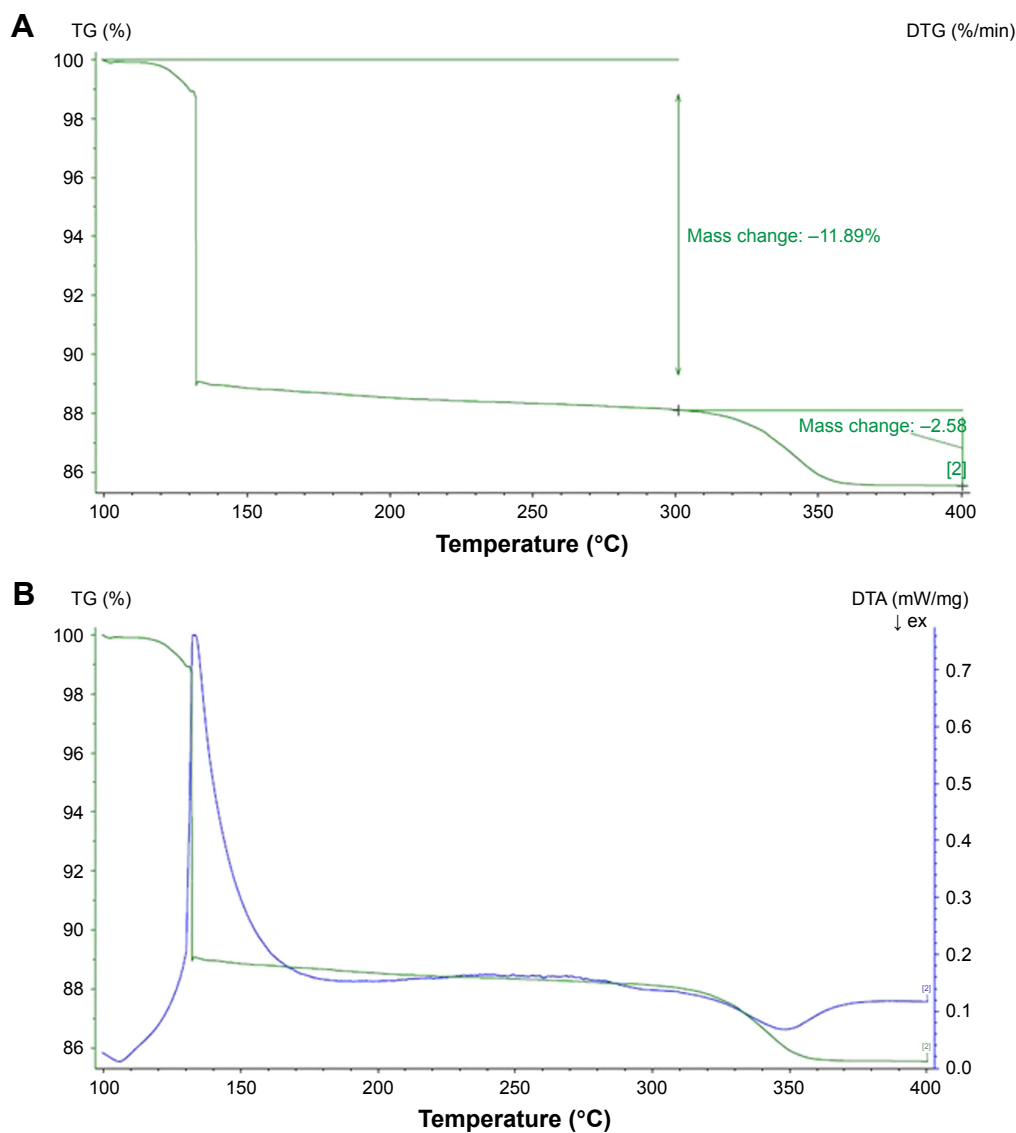 A
TG (%)
DTG (%/min)
100
98
96
94
92
90
88
86
Mass change: –11.89%
Mass change: –2.58
[2]
100 150 200 250 300 350 400
Temperature (°C)
B
TG (%)
DTA (mW/mg)
↓ ex
100
98
96
94
92
90
88
86
0.7
0.6
0.5
0.4
0.3
0.2
0.1
0.0
[2]
[2]
100 150 200 250 300 350 400
Temperature (°C)